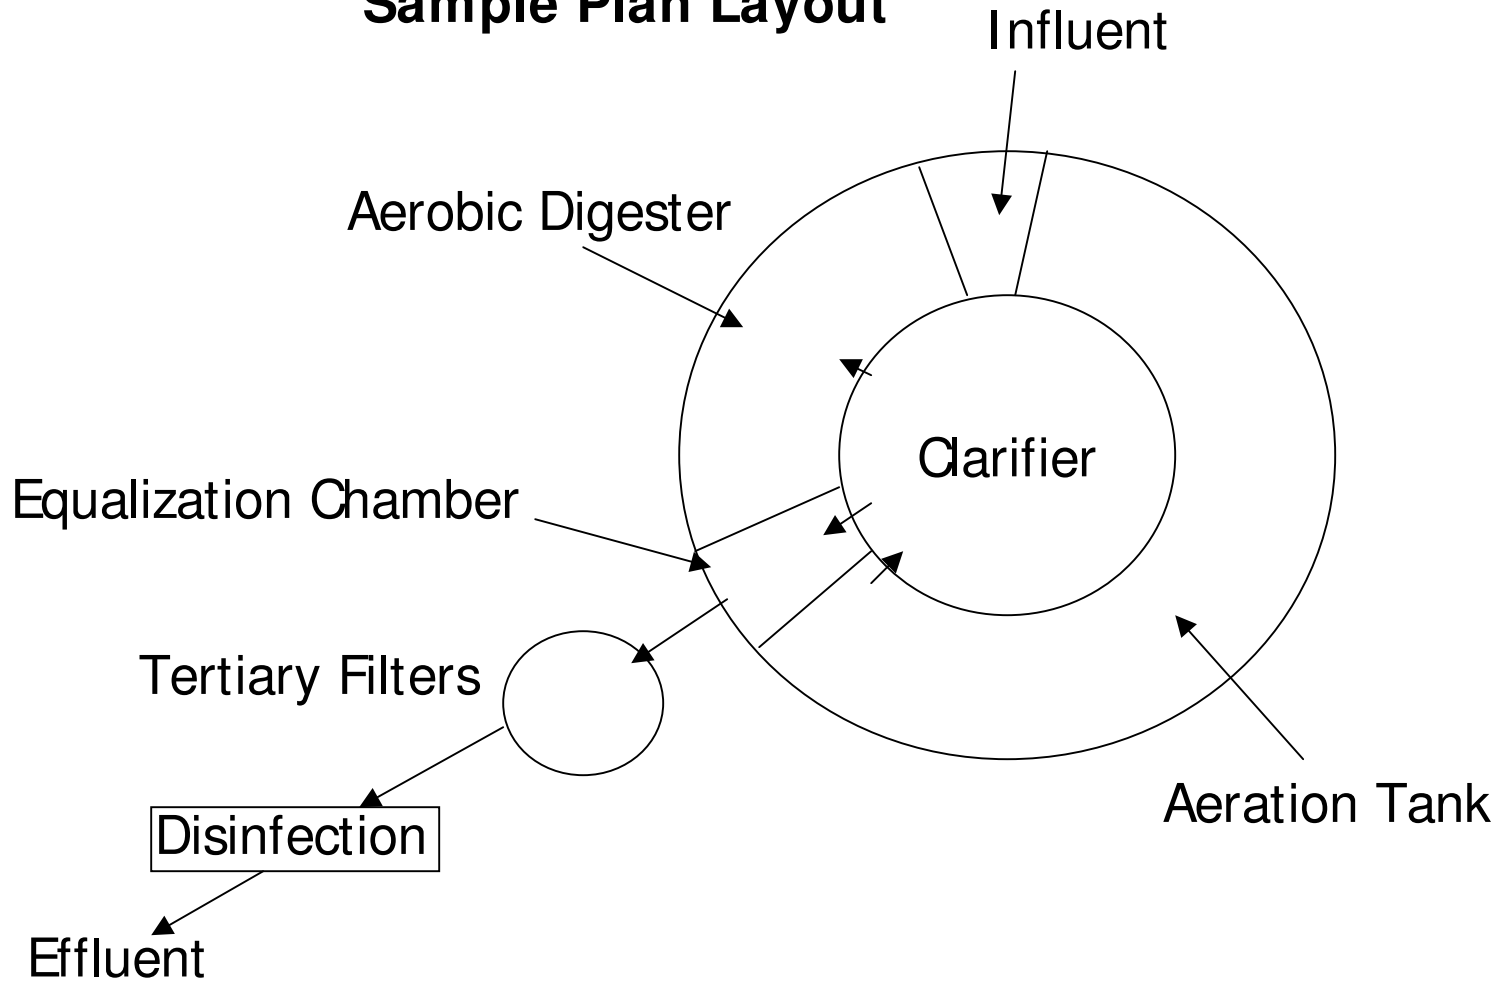 Sample Plan Layout
Influent
Aerobic Digester
Clarifier
Equalization Chamber
Tertiary Filters
Aeration Tank
Disinfection
Effluent